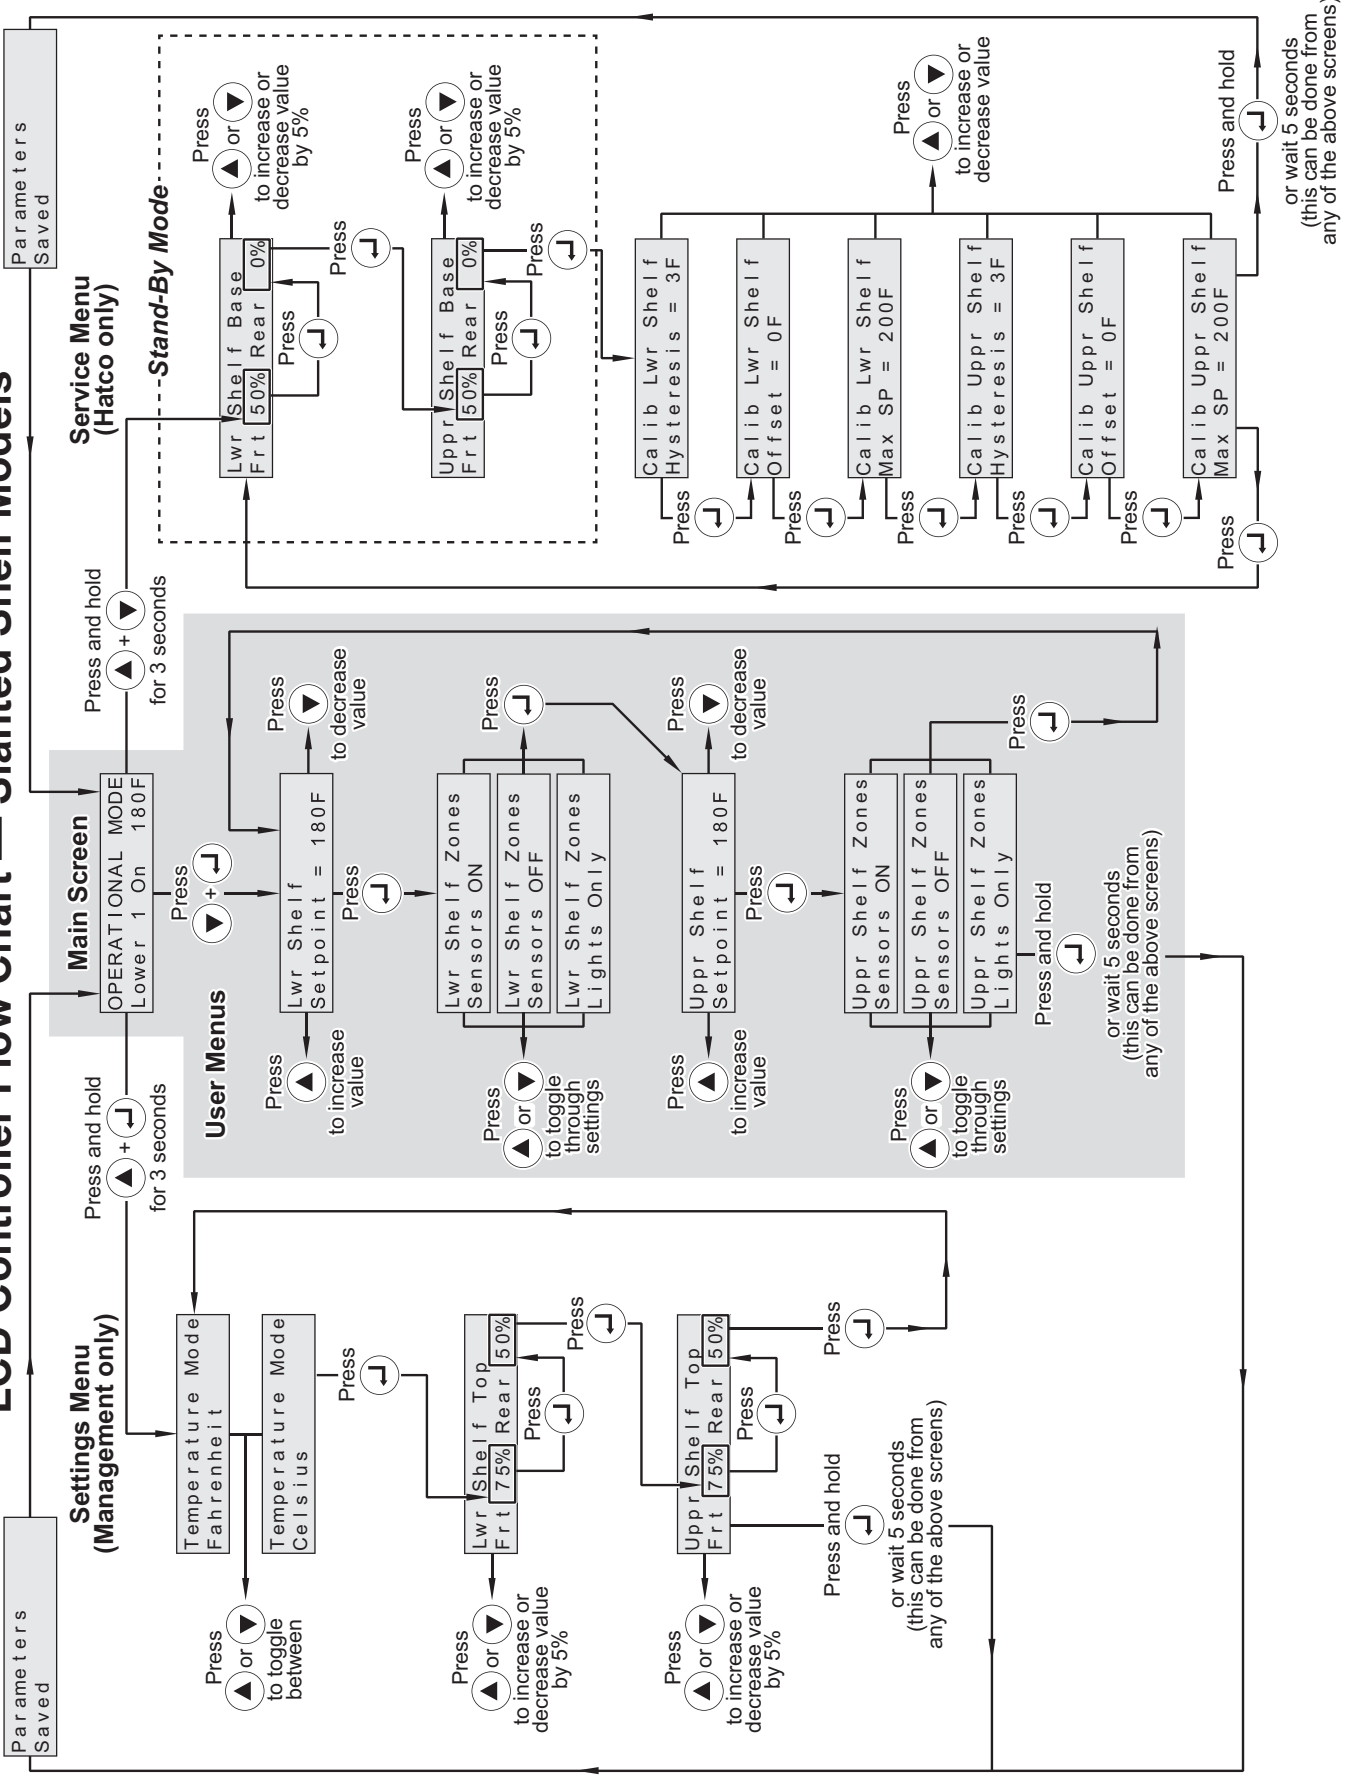 LCD Controller Flow Chart — Slanted Shelf Models
Parameters
Saved
Parameters
Saved
Settings Menu
(Management only)
Press and hold
+
for 3 seconds
Temperature Mode
Fahrenheit
Temperature Mode
Celsius
Press
or
to toggle
between
Press
Lwr Shelf Top
Frt 75% Rear 50%
Press
or
to increase or
decrease value
by 5%
Press
Press
Uppr Shelf Top
Frt 75% Rear 50%
Press
or
to increase or
decrease value
by 5%
Press
Press
Press and hold
or wait 5 seconds
(this can be done from
any of the above screens)
Main Screen
OPERATIONAL MODE
Lower 1 On 180F
Press
+
User Menus
Lwr Shelf
Setpoint = 180F
Press
to increase
value
Press
to decrease
value
Press
Lwr Shelf Zones
Sensors ON
Lwr Shelf Zones
Sensors OFF
Lwr Shelf Zones
Lights Only
Press
or
to toggle
through
settings
Press
Uppr Shelf
Setpoint = 180F
Press
to increase
value
Press
to decrease
value
Press
Uppr Shelf Zones
Sensors ON
Uppr Shelf Zones
Sensors OFF
Uppr Shelf Zones
Lights Only
Press
or
to toggle
through
settings
Press
Press and hold
or wait 5 seconds
(this can be done from
any of the above screens)
Press and hold
+
for 3 seconds
Service Menu
(Hatco only)
Stand-By Mode
Lwr Shelf Base
Frt 50% Rear 0%
Press
or
to increase or
decrease value
by 5%
Press
Press
Uppr Shelf Base
Frt 50% Rear 0%
Press
or
to increase or
decrease value
by 5%
Press
Press
Calib Lwr Shelf
Hysteresis = 3F
Press
Calib Lwr Shelf
Offset = 0F
Press
Calib Lwr Shelf
Max SP = 200F
Press
Calib Uppr Shelf
Hysteresis = 3F
Press
Calib Uppr Shelf
Offset = 0F
Press
Calib Uppr Shelf
Max SP = 200F
Press
or
to increase or
decrease value
Press
Press and hold
or wait 5 seconds
(this can be done from
any of the above screens)